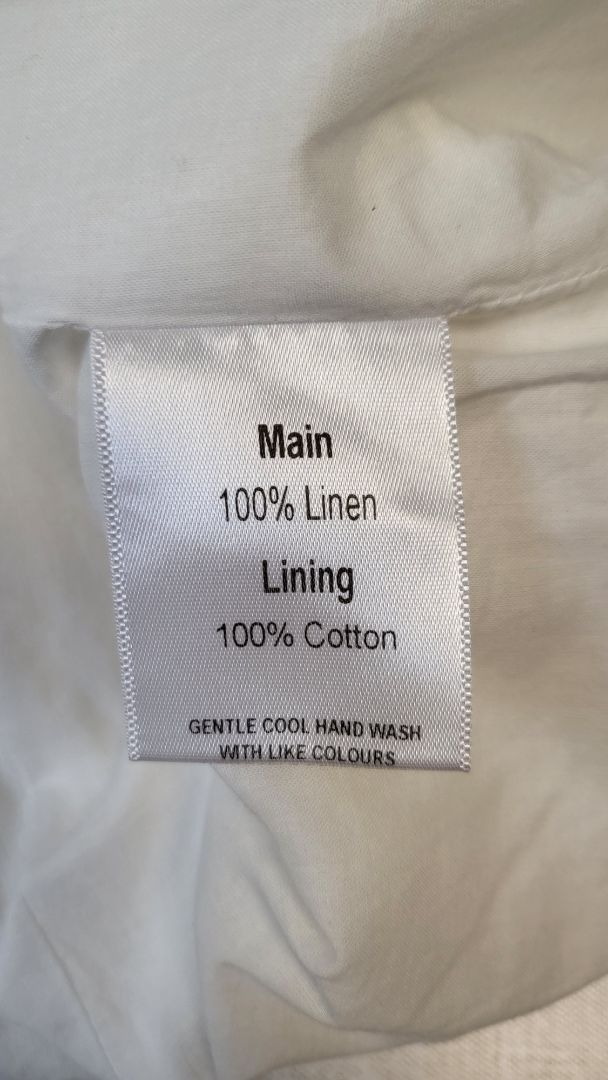 Main
100% Linen
Lining
100% Cotton
GENTLE COOL HAND WASH
WITH LIKE COLOURS